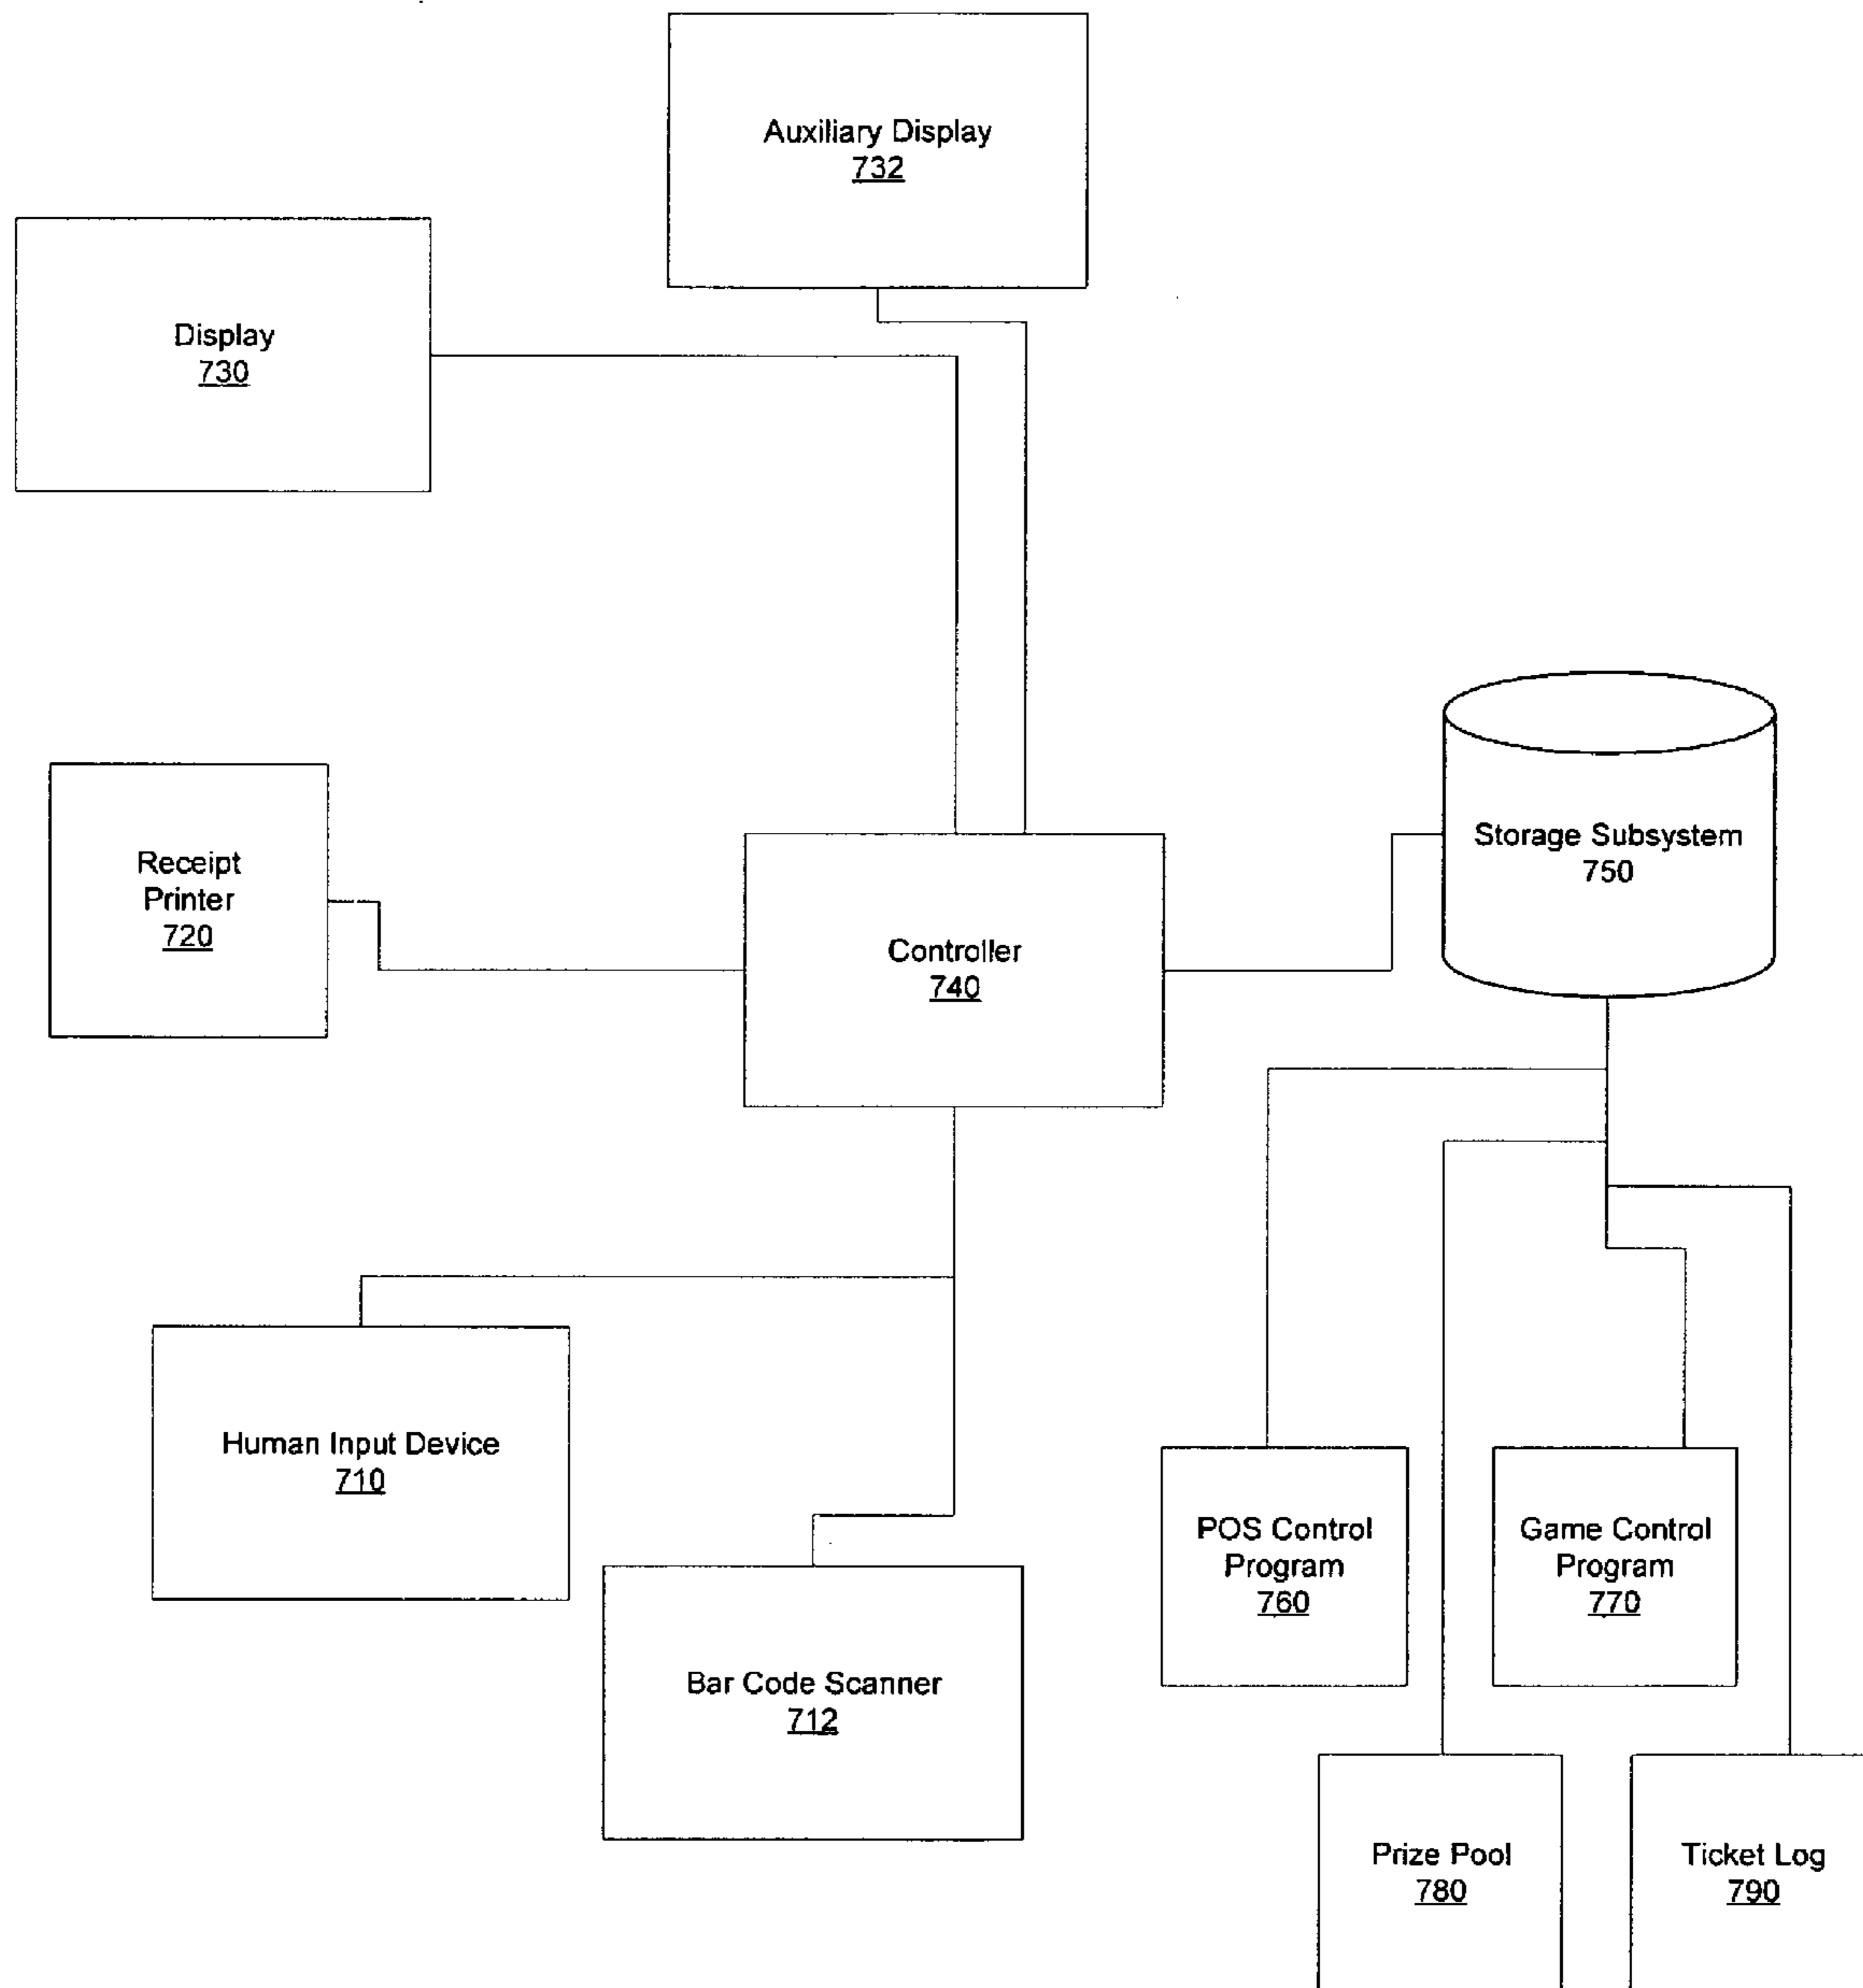 Auxiliary Display
732
Display
730
Storage Subsystem
750
Receipt
Printer
720
Controller
740
Human Input Device
710
POS Control
Program
760
Game Control
Program
770
Bar Code Scanner
712
Prize Pool
780
Ticket Log
790